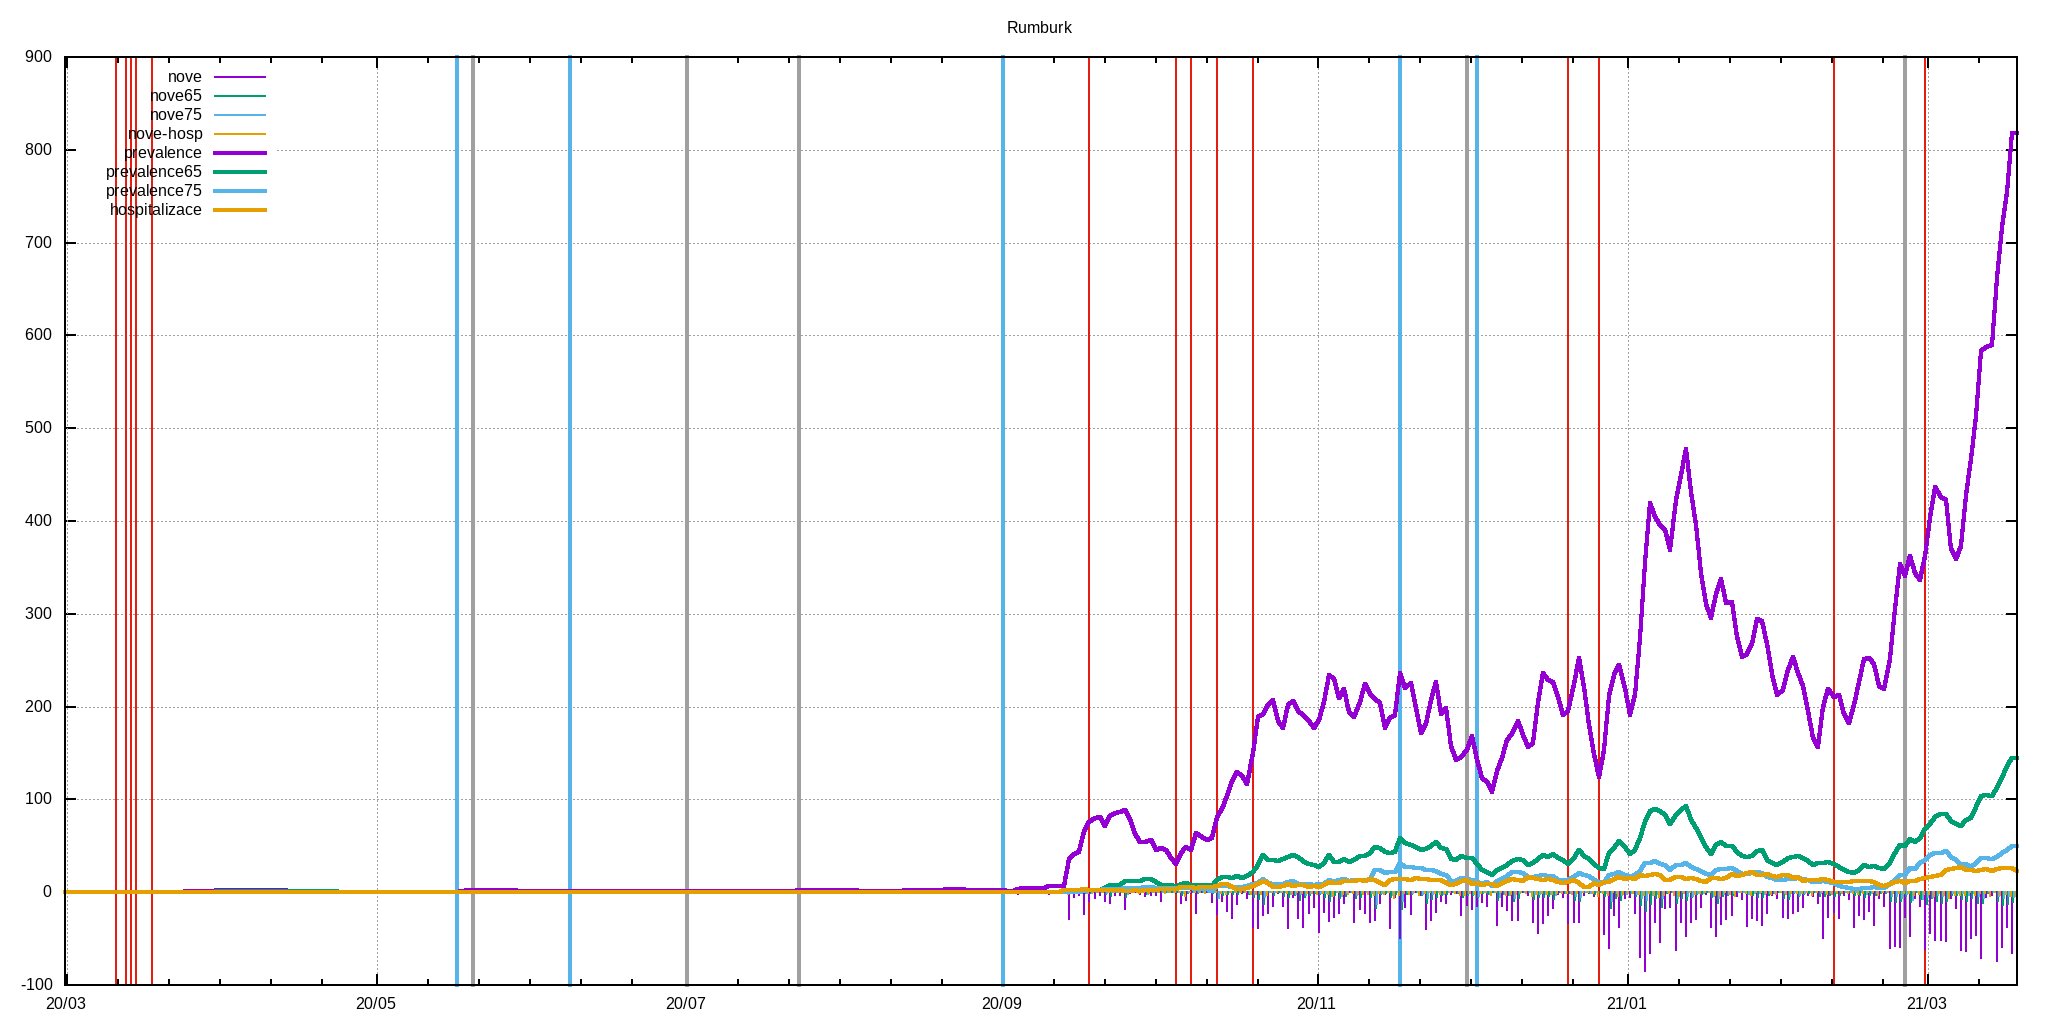 Rumburk
900
800
700
600
500
400
300
200
100
0
-100
nove
nove65
nove75
nove-hosp
prevalence
prevalence65
prevalence75
hospitalizace
20/03 20/05 20/07 20/09 20/11 21/01 21/03